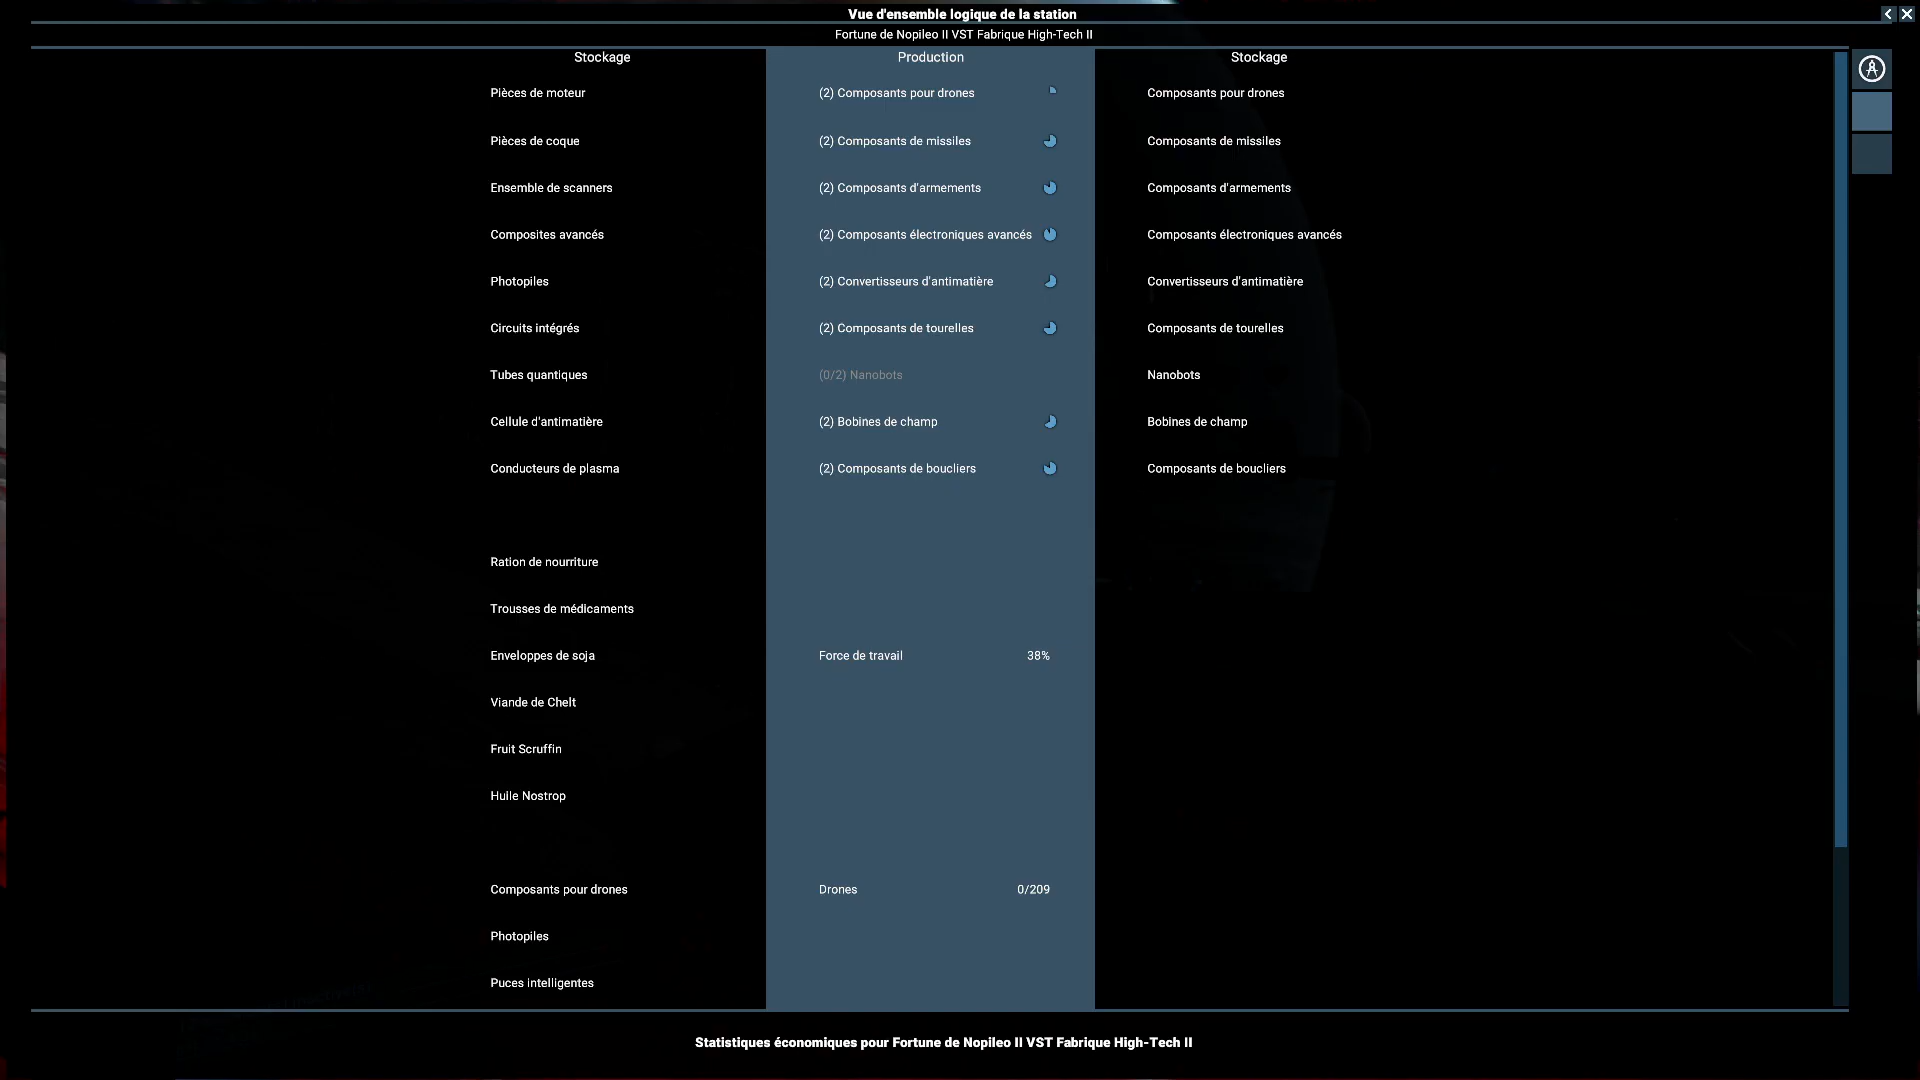 Vue d'ensemble logique de la station
Fortune de Nopileo II VST Fabrique High-Tech II
Stockage Production Stockage
Pièces de moteur (2) Composants pour drones Composants pour drones
Pièces de coque (2) Composants de missiles Composants de missiles
Ensemble de scanners (2) Composants d'armements Composants d'armements
Composites avancés (2) Composants électroniques avancés Composants électroniques avancés
Photopiles (2) Convertisseurs d'antimatière Convertisseurs d'antimatière
Circuits intégrés (2) Composants de tourelles Composants de tourelles
Tubes quantiques (0/2) Nanobots Nanobots
Cellule d'antimatière (2) Bobines de champ Bobines de champ
Conducteurs de plasma (2) Composants de boucliers Composants de boucliers
Ration de nourriture
Trousses de médicaments
Enveloppes de soja Force de travail 38%
Viande de Chelt
Fruit Scruffin
Huile Nostrop
Composants pour drones Drones 0/209
Photopiles
Puces intelligentes
Statistiques économiques pour Fortune de Nopileo II VST Fabrique High-Tech II